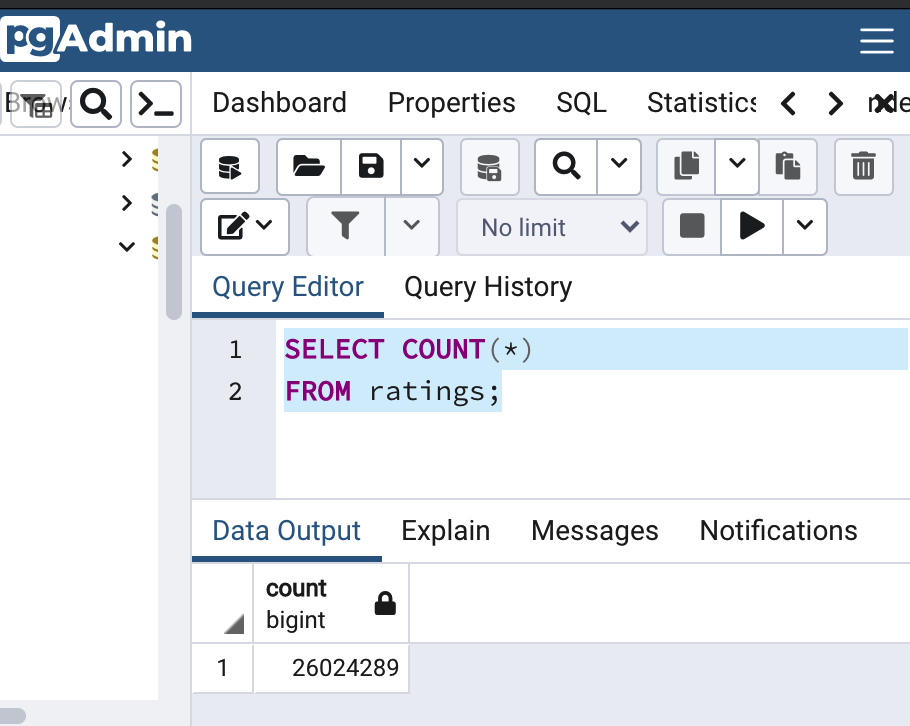 pgAdmin
Dashboard Properties SQL Statistics
No limit
Query Editor Query History
1 SELECT COUNT(*)
2 FROM ratings;
Data Output Explain Messages Notifications
count
bigint
1 26024289